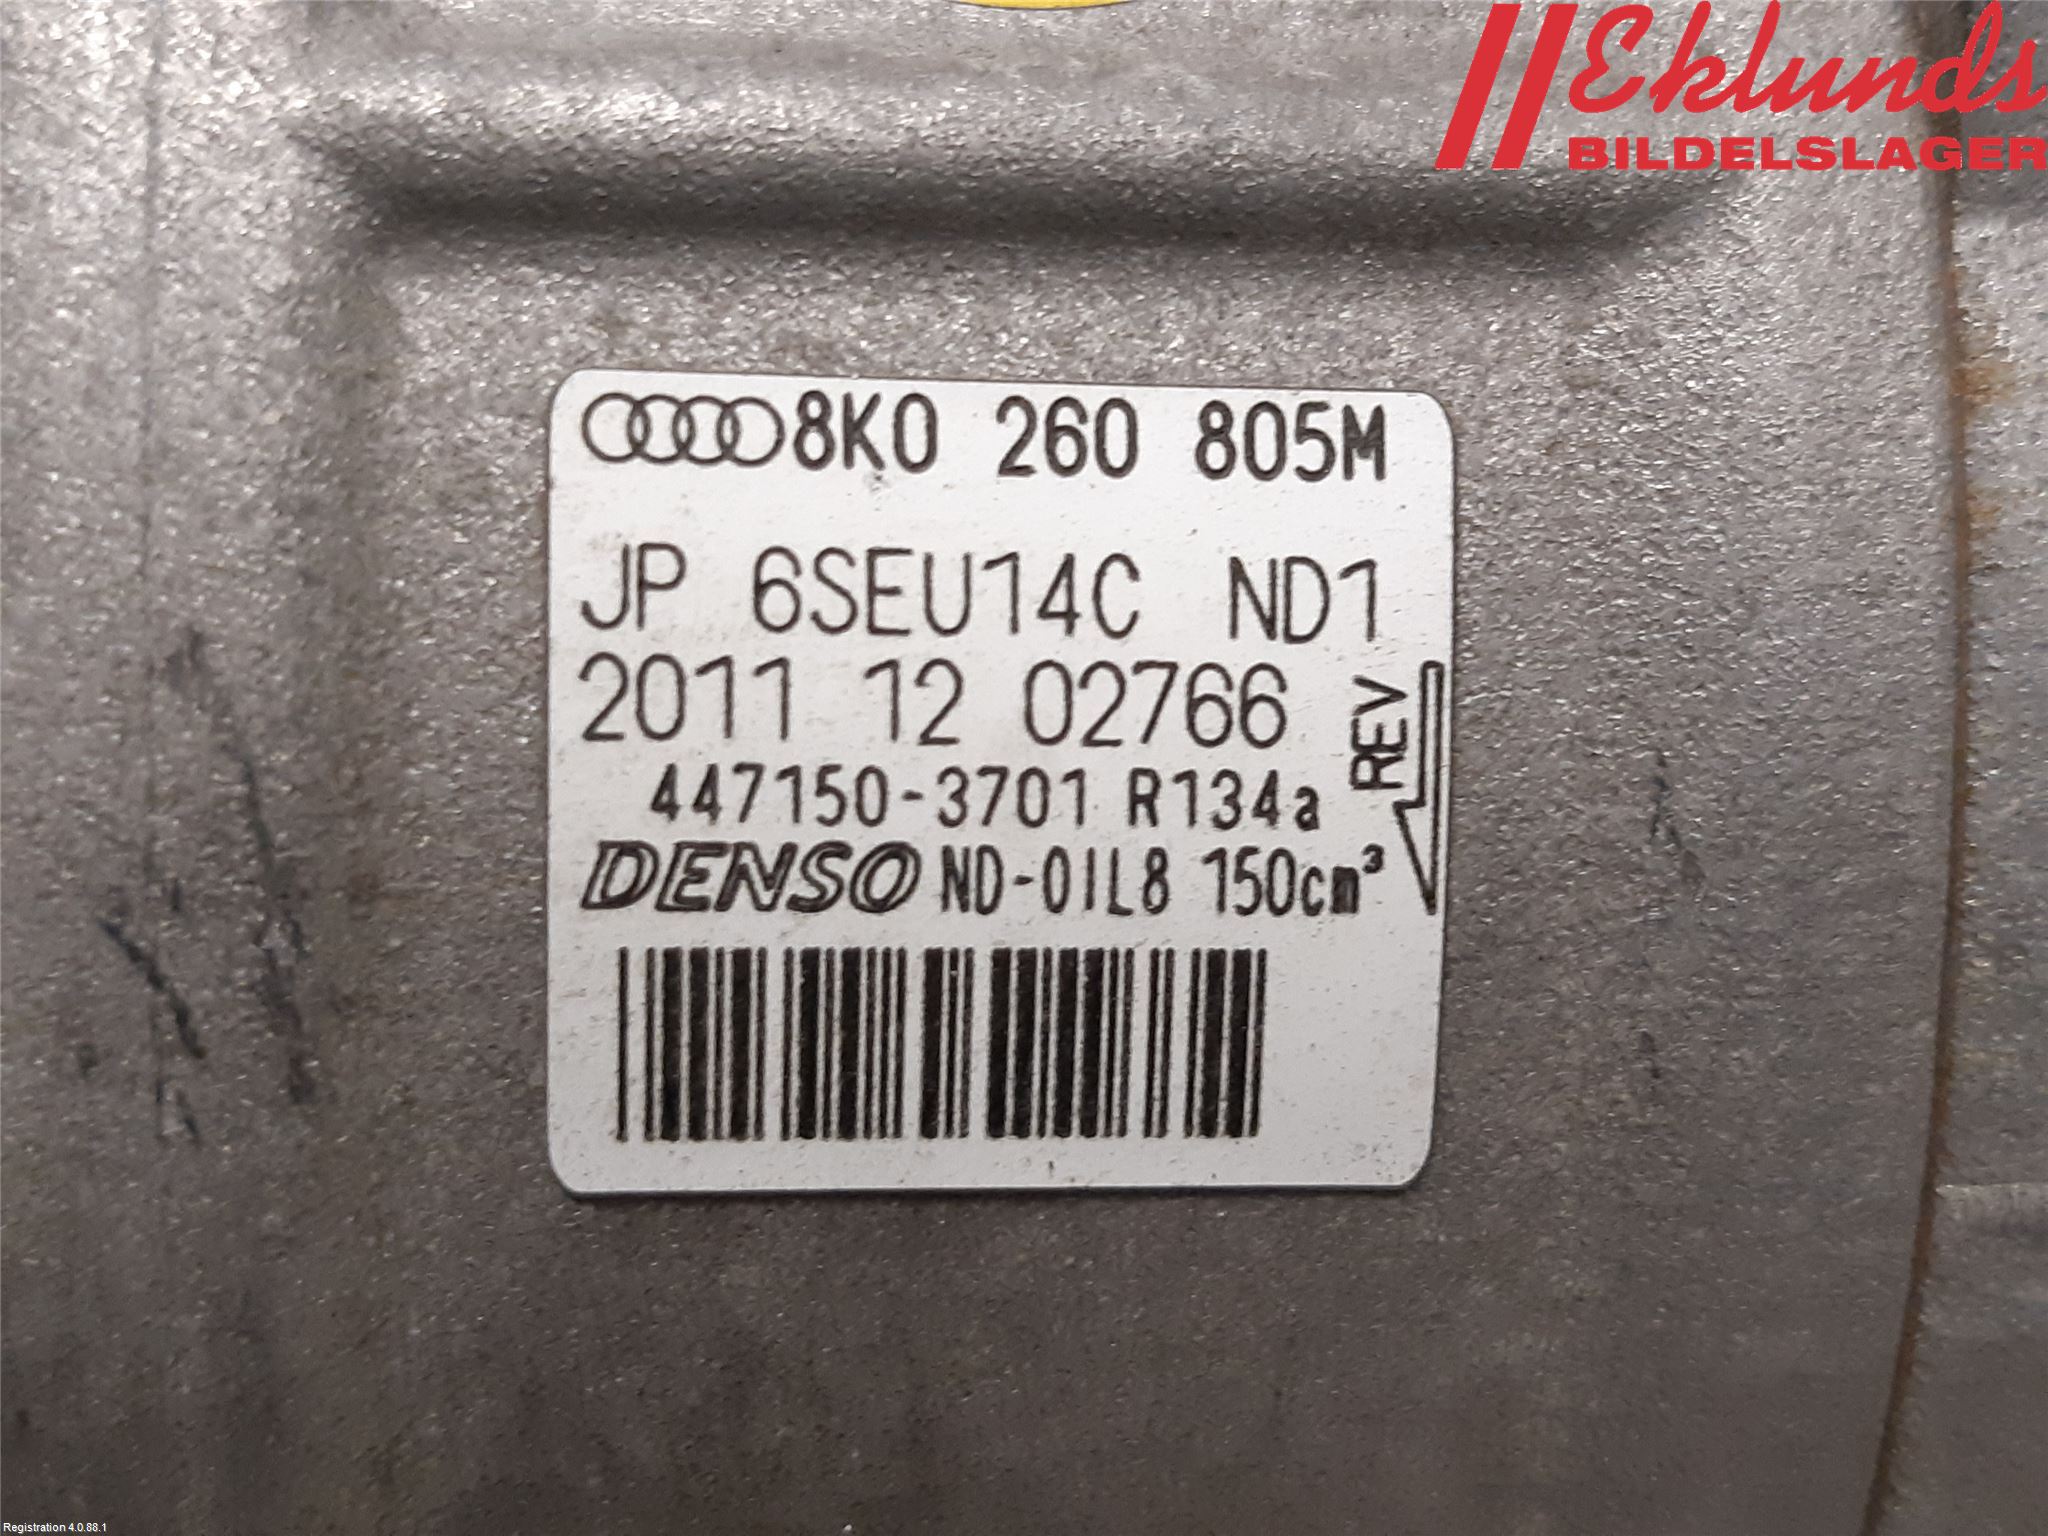 Eklunds
BILDELSLAGER
8K0 260 805M
JP 6SEU14C ND1
2011 12 02766
REV
447150-3701 R134a
DENSO ND-OIL8 150cm³
Registration 4.0.88.1